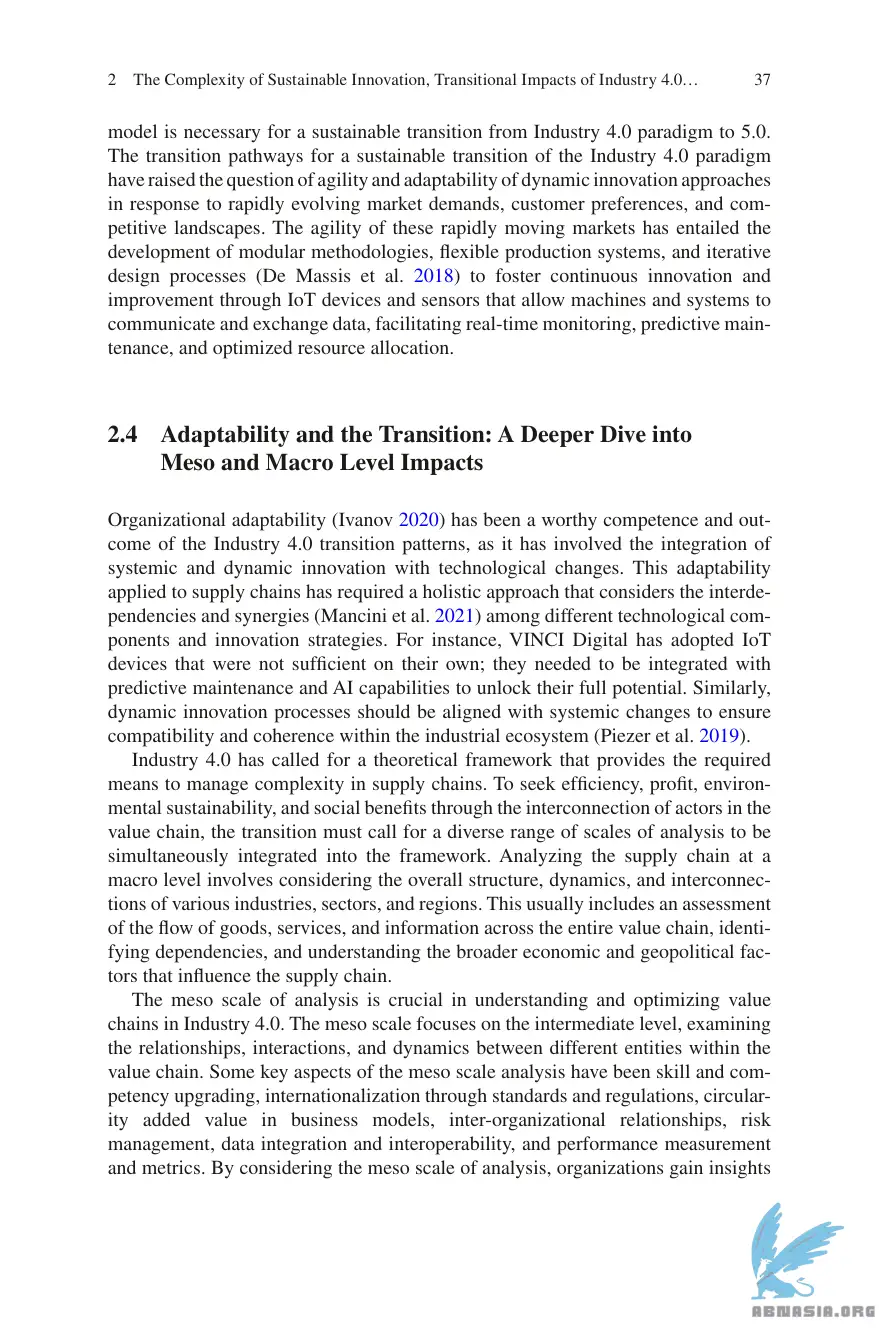 2 The Complexity of Sustainable Innovation, Transitional Impacts of Industry 4.0… 37
model is necessary for a sustainable transition from Industry 4.0 paradigm to 5.0.
The transition pathways for a sustainable transition of the Industry 4.0 paradigm
have raised the question of agility and adaptability of dynamic innovation approaches
in response to rapidly evolving market demands, customer preferences, and com-
petitive landscapes. The agility of these rapidly moving markets has entailed the
development of modular methodologies, flexible production systems, and iterative
design processes (De Massis et al. 2018) to foster continuous innovation and
improvement through IoT devices and sensors that allow machines and systems to
communicate and exchange data, facilitating real-time monitoring, predictive main-
tenance, and optimized resource allocation.
2.4 Adaptability and the Transition: A Deeper Dive into
Meso and Macro Level Impacts
Organizational adaptability (Ivanov 2020) has been a worthy competence and out-
come of the Industry 4.0 transition patterns, as it has involved the integration of
systemic and dynamic innovation with technological changes. This adaptability
applied to supply chains has required a holistic approach that considers the interde-
pendencies and synergies (Mancini et al. 2021) among different technological com-
ponents and innovation strategies. For instance, VINCI Digital has adopted IoT
devices that were not sufficient on their own; they needed to be integrated with
predictive maintenance and AI capabilities to unlock their full potential. Similarly,
dynamic innovation processes should be aligned with systemic changes to ensure
compatibility and coherence within the industrial ecosystem (Piezer et al. 2019).
Industry 4.0 has called for a theoretical framework that provides the required
means to manage complexity in supply chains. To seek efficiency, profit, environ-
mental sustainability, and social benefits through the interconnection of actors in the
value chain, the transition must call for a diverse range of scales of analysis to be
simultaneously integrated into the framework. Analyzing the supply chain at a
macro level involves considering the overall structure, dynamics, and interconnec-
tions of various industries, sectors, and regions. This usually includes an assessment
of the flow of goods, services, and information across the entire value chain, identi-
fying dependencies, and understanding the broader economic and geopolitical fac-
tors that influence the supply chain.
The meso scale of analysis is crucial in understanding and optimizing value
chains in Industry 4.0. The meso scale focuses on the intermediate level, examining
the relationships, interactions, and dynamics between different entities within the
value chain. Some key aspects of the meso scale analysis have been skill and com-
petency upgrading, internationalization through standards and regulations, circular-
ity added value in business models, inter-organizational relationships, risk
management, data integration and interoperability, and performance measurement
and metrics. By considering the meso scale of analysis, organizations gain insights
ABNASIA.ORG